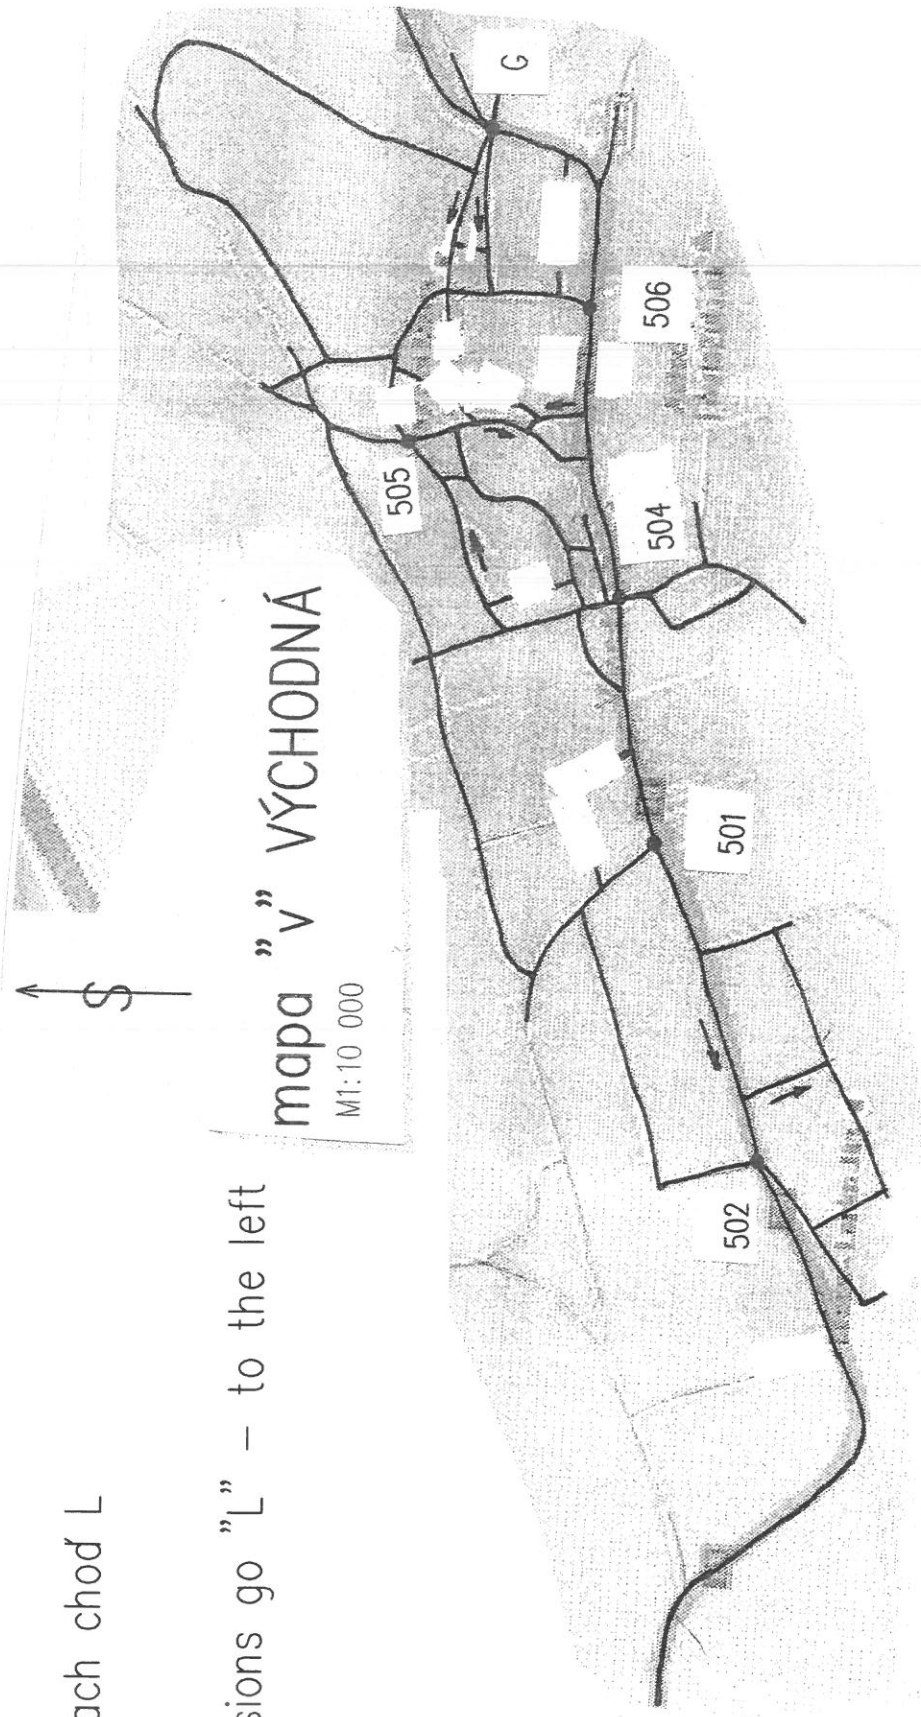 ach choď L
sions go "L" – to the left
S
mapa "v" VÝCHODNÁ
M1:10 000
G
506
505
504
501
502